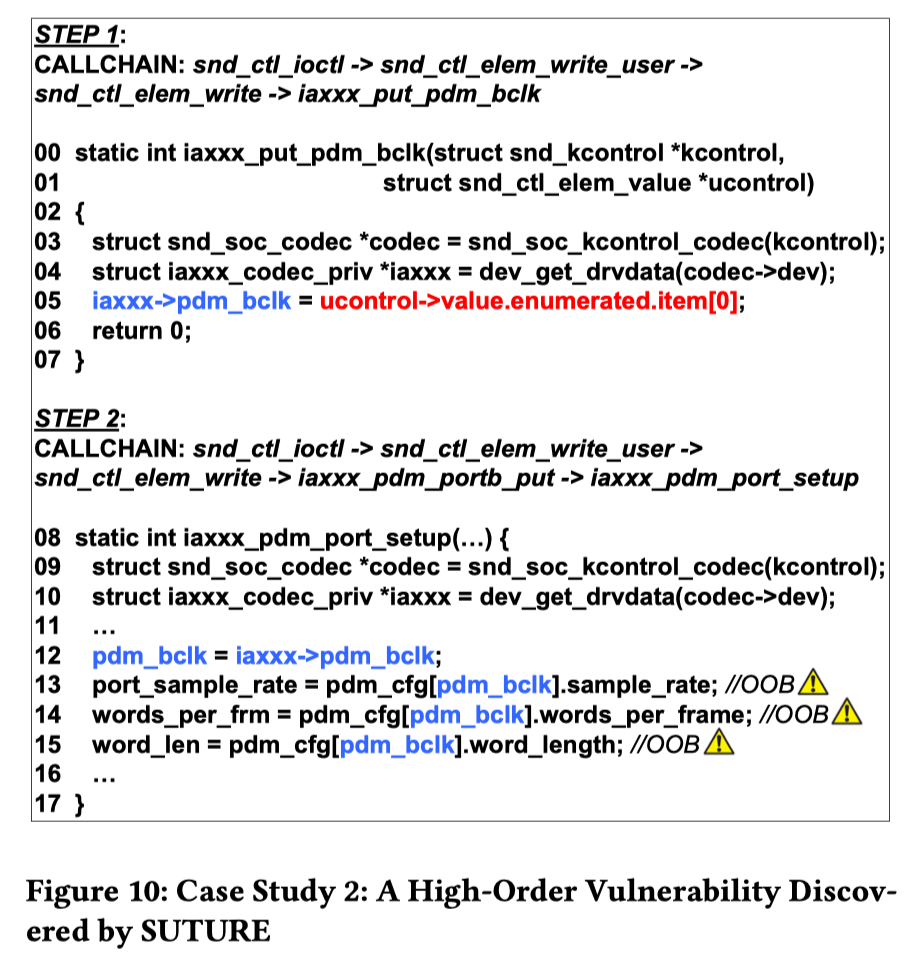 STEP 1:
CALLCHAIN: snd_ctl_ioctl -> snd_ctl_elem_write_user ->
snd_ctl_elem_write -> iaxxx_put_pdm_bclk
00 static int iaxxx_put_pdm_bclk(struct snd_kcontrol *kcontrol,
01 struct snd_ctl_elem_value *ucontrol)
02 {
03 struct snd_soc_codec *codec = snd_soc_kcontrol_codec(kcontrol);
04 struct iaxxx_codec_priv *iaxxx = dev_get_drvdata(codec->dev);
05 iaxxx->pdm_bclk = ucontrol->value.enumerated.item[0];
06 return 0;
07 }
STEP 2:
CALLCHAIN: snd_ctl_ioctl -> snd_ctl_elem_write_user ->
snd_ctl_elem_write -> iaxxx_pdm_portb_put -> iaxxx_pdm_port_setup
08 static int iaxxx_pdm_port_setup(...) {
09 struct snd_soc_codec *codec = snd_soc_kcontrol_codec(kcontrol);
10 struct iaxxx_codec_priv *iaxxx = dev_get_drvdata(codec->dev);
11 ...
12 pdm_bclk = iaxxx->pdm_bclk;
13 port_sample_rate = pdm_cfg[pdm_bclk].sample_rate; //OOB
14 words_per_frm = pdm_cfg[pdm_bclk].words_per_frame; //OOB
15 word_len = pdm_cfg[pdm_bclk].word_length; //OOB
16 ...
17 }
Figure 10: Case Study 2: A High-Order Vulnerability Discov-
ered by SUTURE